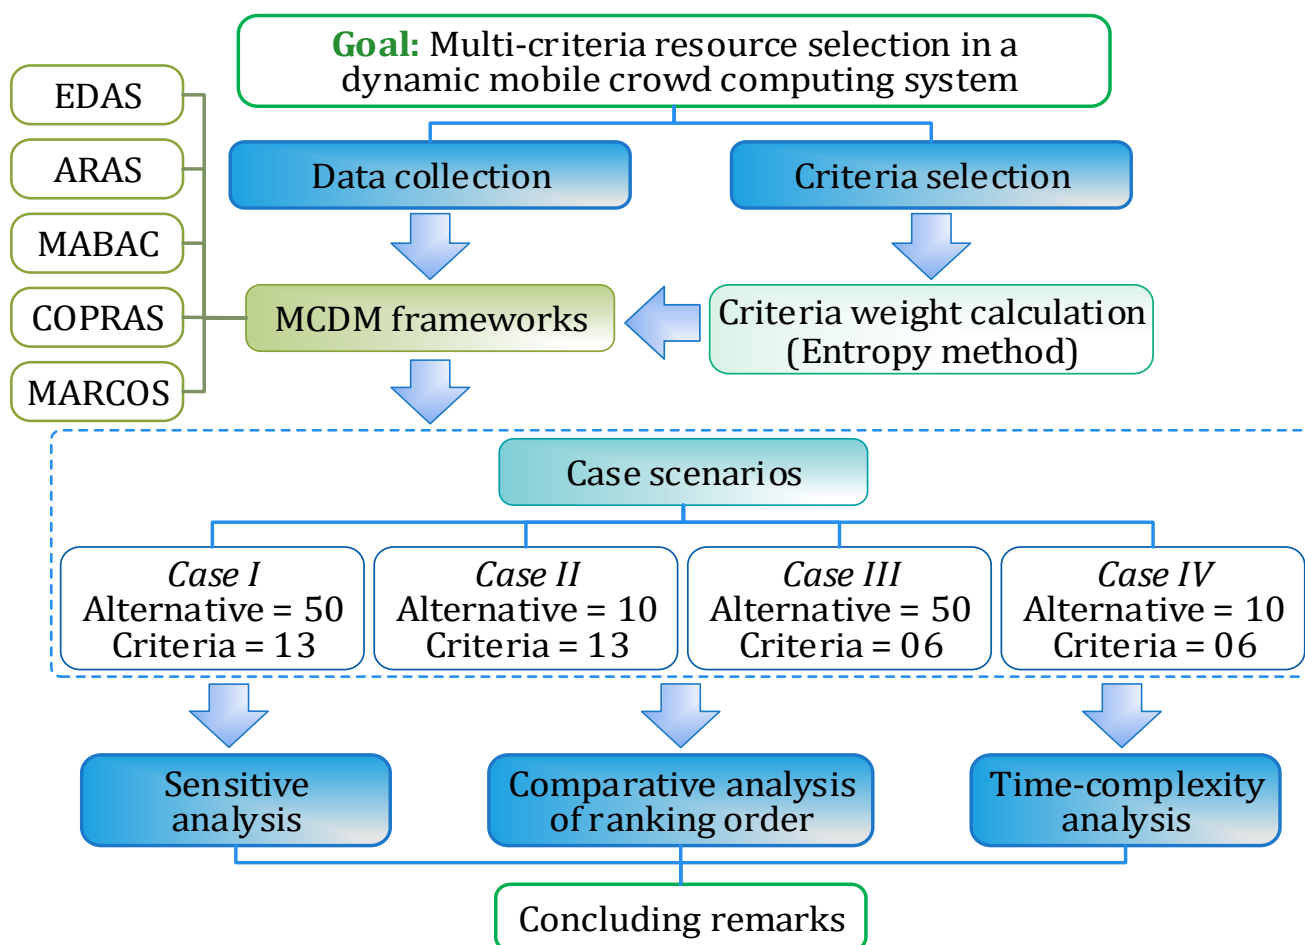 Goal: Multi-criteria resource selection in a
dynamic mobile crowd computing system
EDAS
ARAS
MABAC
COPRAS
MARCOS
Data collection
Criteria selection
MCDM frameworks
Criteria weight calculation
(Entropy method)
Case scenarios
Case I
Alternative = 50
Criteria = 13
Case II
Alternative = 10
Criteria = 13
Case III
Alternative = 50
Criteria = 06
Case IV
Alternative = 10
Criteria = 06
Sensitive
analysis
Comparative analysis
of ranking order
Time-complexity
analysis
Concluding remarks